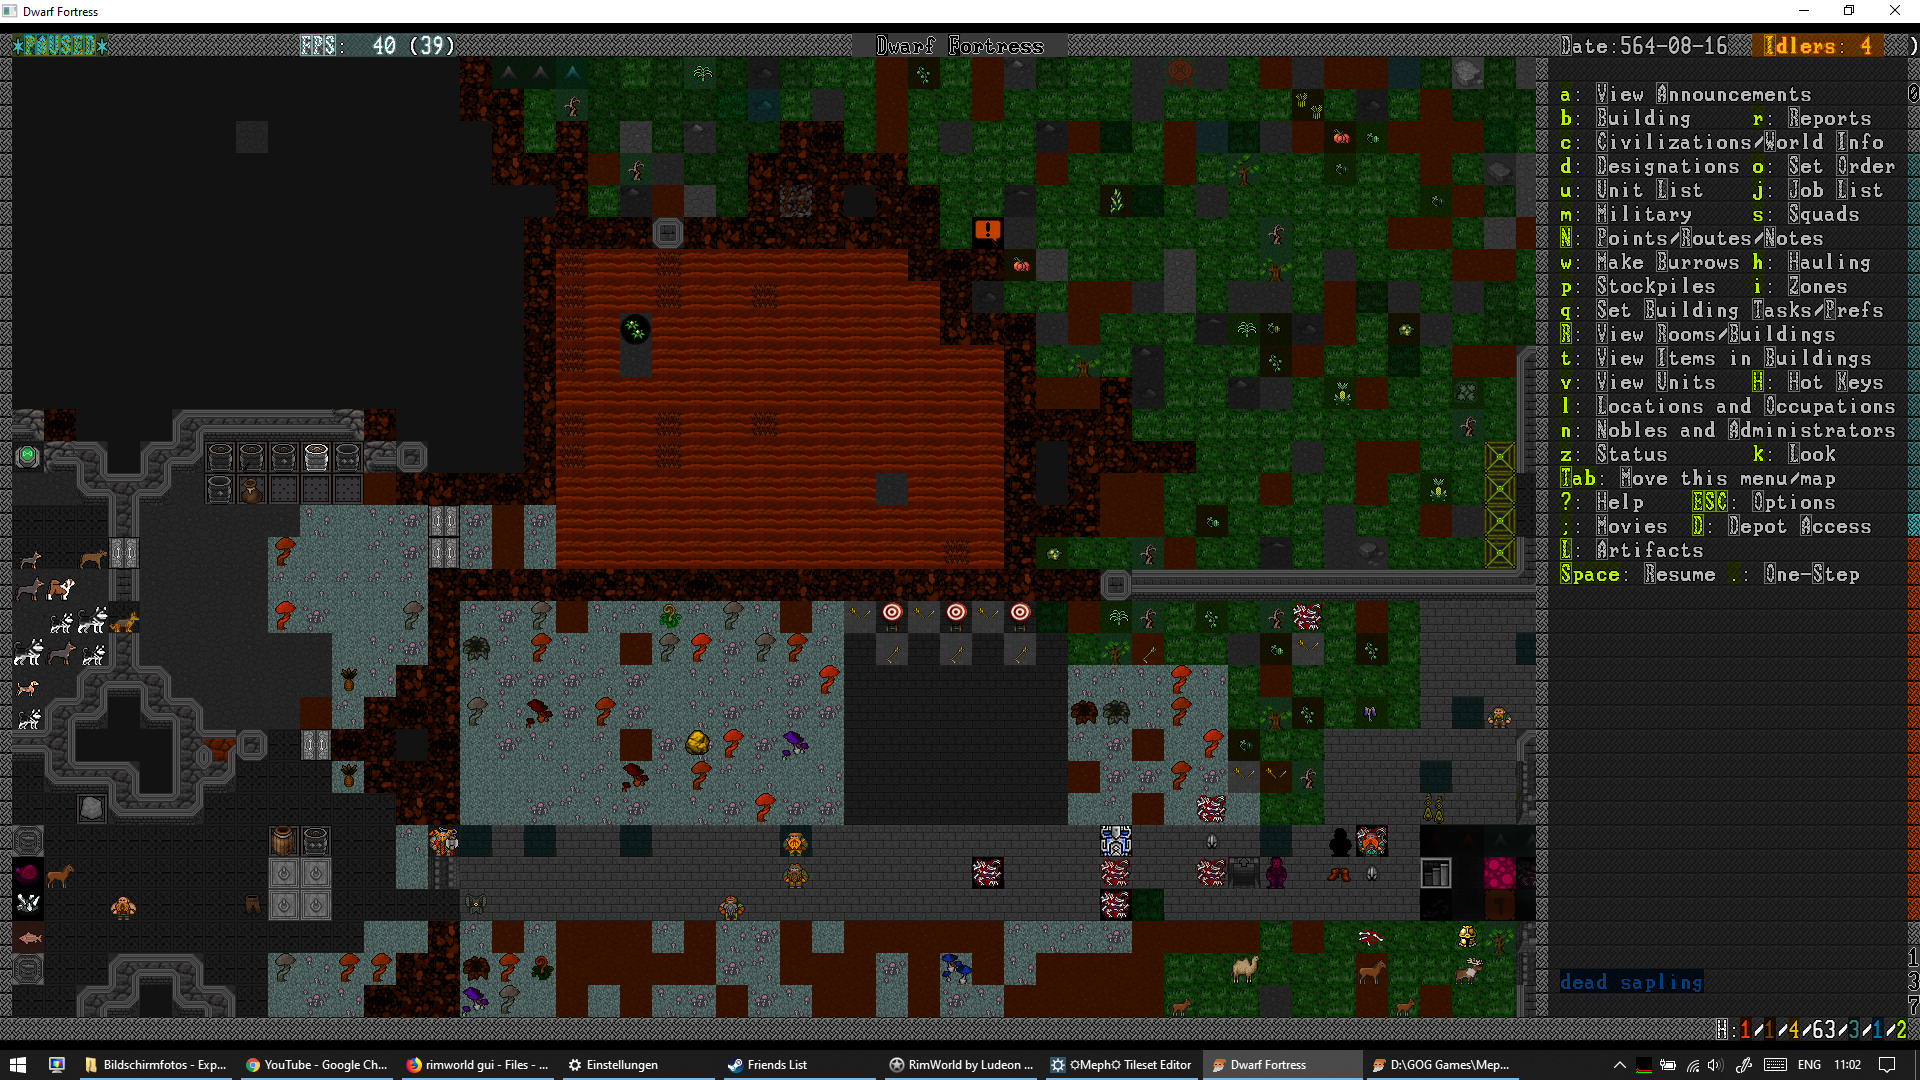 Dwarf Fortress
*PAUSED* FPS: 40 (39) Dwarf Fortress Date:564-08-16 Idlers: 4 )
a: View Announcements 0
b: Building r: Reports
c: Civilizations/World Info
d: Designations o: Set Order
u: Unit List j: Job List
m: Military s: Squads
N: Points/Routes/Notes
w: Make Burrows h: Hauling
p: Stockpiles i: Zones
q: Set Building Tasks/Prefs
R: View Rooms/Buildings
t: View Items in Buildings
v: View Units H: Hot Keys
l: Locations and Occupations
n: Nobles and Administrators
z: Status k: Look
Tab: Move this menu/map
?: Help ESC: Options
;: Movies D: Depot Access
L: Artifacts
Space: Resume .: One-Step
!
1
dead sapling 3
7
H:1/1/4/63/3/1/2
Bildschirmfotos - Exp... YouTube - Google Ch... rimworld gui - Files - ... Einstellungen Friends List RimWorld by Ludeon ... ☼Meph☼ Tileset Editor Dwarf Fortress D:\GOG Games\Mep... ENG 11:02